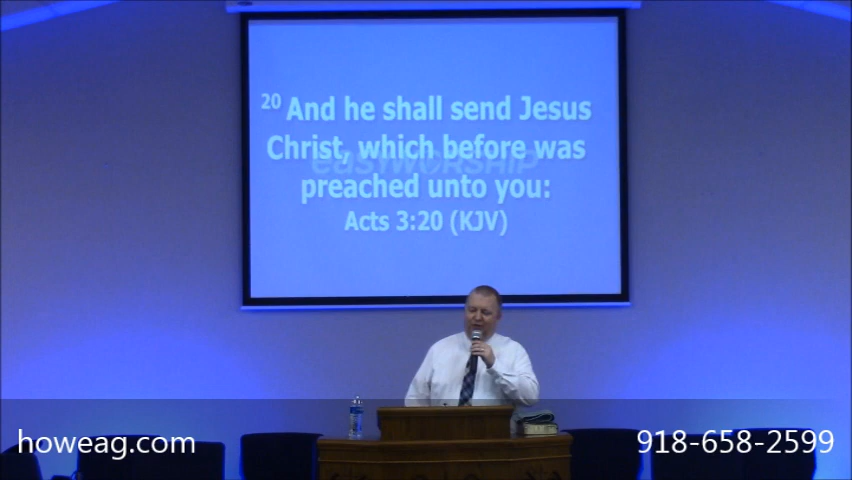 20 And he shall send Jesus
Christ, which before was
easyworship
preached unto you:
Acts 3:20 (KJV)
howeag.com
918-658-2599